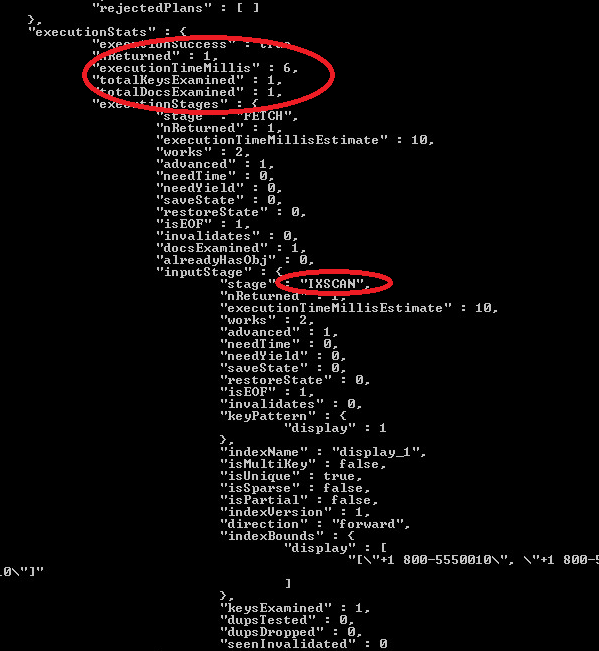 "rejectedPlans" : [ ]
},
"executionStats" : {
"executionSuccess" : true,
"nReturned" : 1,
"executionTimeMillis" : 6,
"totalKeysExamined" : 1,
"totalDocsExamined" : 1,
"executionStages" : {
"stage" : "FETCH",
"nReturned" : 1,
"executionTimeMillisEstimate" : 10,
"works" : 2,
"advanced" : 1,
"needTime" : 0,
"needYield" : 0,
"saveState" : 0,
"restoreState" : 0,
"isEOF" : 1,
"invalidates" : 0,
"docsExamined" : 1,
"alreadyHasObj" : 0,
"inputStage" : {
"stage" : "IXSCAN",
"nReturned" : 1,
"executionTimeMillisEstimate" : 10,
"works" : 2,
"advanced" : 1,
"needTime" : 0,
"needYield" : 0,
"saveState" : 0,
"restoreState" : 0,
"isEOF" : 1,
"invalidates" : 0,
"keyPattern" : {
"display" : 1
},
"indexName" : "display_1",
"isMultiKey" : false,
"isUnique" : true,
"isSparse" : false,
"isPartial" : false,
"indexVersion" : 1,
"direction" : "forward",
"indexBounds" : {
"display" : [
"[\"+1 800-5550010\", \"+1 800-5
10\"]"
]
},
"keysExamined" : 1,
"dupsTested" : 0,
"dupsDropped" : 0,
"seenInvalidated" : 0